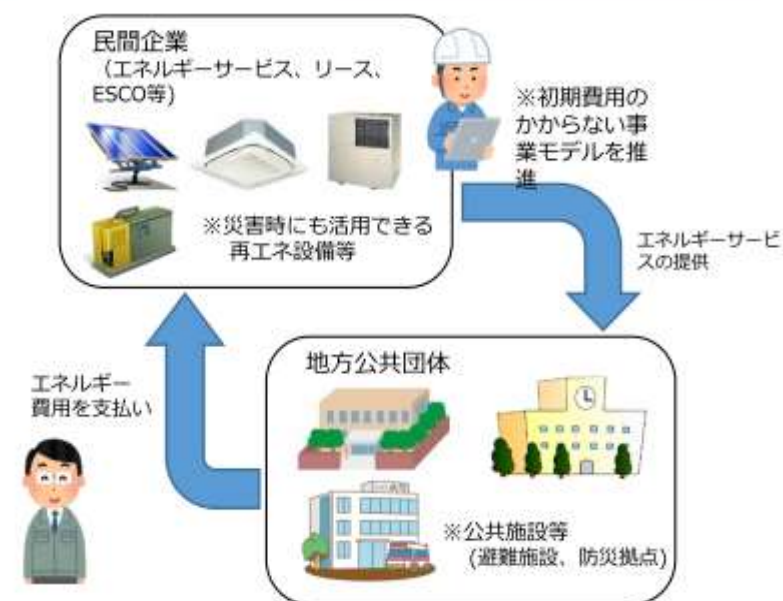 民間企業
（エネルギーサービス、リース、
ESCO等)
※災害時にも活用できる
再エネ設備等
※初期費用の
かからない事
業モデルを推
進
エネルギーサービ
スの提供
地方公共団体
※公共施設等
(避難施設、防災拠点)
エネルギー
費用を支払い